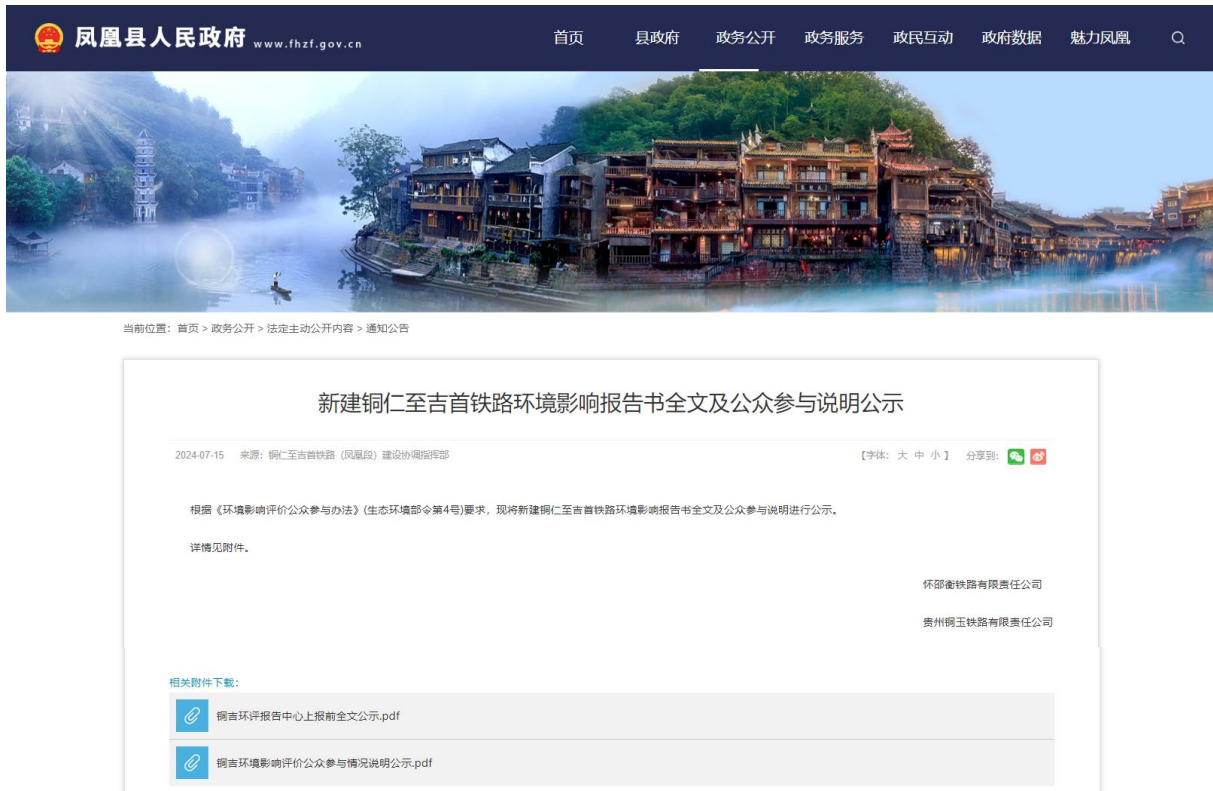 凤凰县人民政府 www.fhzf.gov.cn 首页 县政府 政务公开 政务服务 政民互动 政府数据 魅力凤凰
当前位置：首页 > 政务公开 > 法定主动公开内容 > 通知公告
新建铜仁至吉首铁路环境影响报告书全文及公众参与说明公示
2024-07-15 来源：铜仁至吉首铁路（凤凰段）建设协调指挥部 【字体：大 中 小】 分享到：
根据《环境影响评价公众参与办法》(生态环境部令第4号)要求，现将新建铜仁至吉首铁路环境影响报告书全文及公众参与说明进行公示。
详情见附件。
怀邵衡铁路有限责任公司
贵州铜玉铁路有限责任公司
相关附件下载：
铜吉环评报告中心上报前全文公示.pdf
铜吉环境影响评价公众参与情况说明公示.pdf